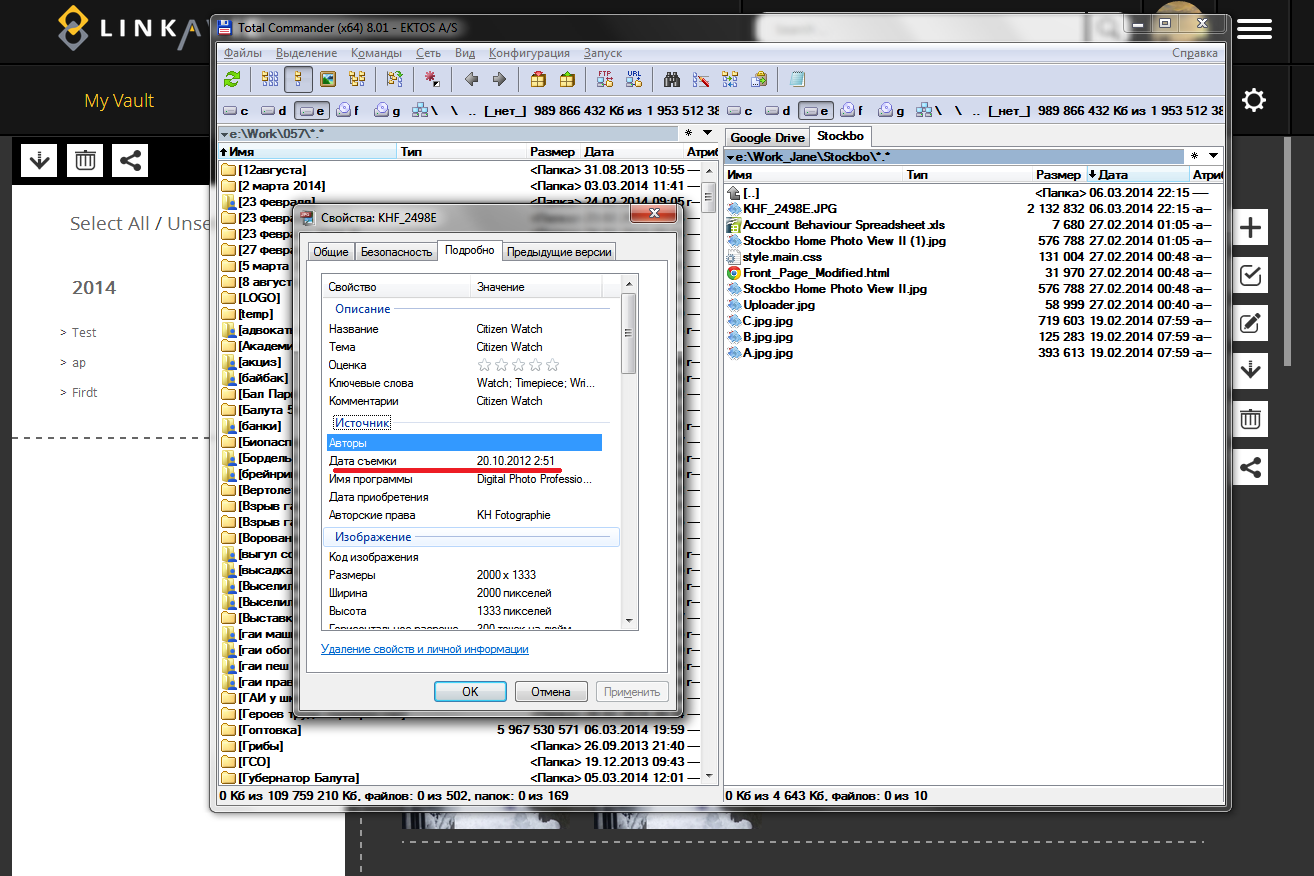 LINKA
Total Commander (x64) 8.01 - EKTOS A/S
Search...
Файлы Выделение Команды Сеть Вид Конфигурация Запуск Справка
My Vault
FTP URL
c d e f g \ \ .. [_нет_] 989 866 432 Кб из 1 953 512 38
c d e f g \ \ .. [_нет_] 989 866 432 Кб из 1 953 512 38
e:\Work\057\*.* * ▼
Имя Тип Размер Дата Атриб
[12августа] <Папка> 31.08.2013 10:55 —
[2 марта 2014] <Папка> 03.03.2014 11:41 —
[23 февраля] <Папка> 24.02.2014 09:05
[23 февра
[23 февра
[27 февра
[5 марта
[8 август
[LOGO]
[temp]
[адвокат
[Академи
[акциз]
[байбак]
[Бал Пар
[Балута 5
[банки]
[Биопасп
[Бордель
[брейнри
[Вертоле
[Взрыв га
[Взрыв га
[Ворован
[выгул со
[высадка
[Выселил
[Выселил
[Выставк
[гаи маш
[гаи обог
[гаи пеш
[гаи прав
[ГАИ у шк
[Героев
[Гоптовка] 5 967 530 571 06.03.2014 19:59 —
[Грибы] <Папка> 26.09.2013 21:40 —
[ГСО] <Папка> 19.12.2013 09:43 —
[Губернатор Балута] <Папка> 05.03.2014 12:01 —
0 Кб из 109 759 210 Кб, файлов: 0 из 502, папок: 0 из 169
Google Drive Stockbo
e:\Work_Jane\Stockbo\*.* * ▼
Имя Тип Размер Дата Атри
[..] <Папка> 06.03.2014 22:15 —
KHF_2498E.JPG 2 132 832 06.03.2014 22:15 -a—
Account Behaviour Spreadsheet.xls 7 680 27.02.2014 01:05 -a—
Stockbo Home Photo View II (1).jpg 576 788 27.02.2014 01:05 -a—
style.main.css 131 004 27.02.2014 00:48 -a—
Front_Page_Modified.html 31 970 27.02.2014 00:48 -a—
Stockbo Home Photo View II.jpg 576 788 27.02.2014 00:48 -a—
Uploader.jpg 58 999 27.02.2014 00:40 -a—
C.jpg.jpg 719 603 19.02.2014 07:59 -a—
B.jpg.jpg 125 283 19.02.2014 07:59 -a—
A.jpg.jpg 393 613 19.02.2014 07:59 -a—
0 Кб из 4 643 Кб, файлов: 0 из 10
Свойства: KHF_2498E
Общие Безопасность Подробно Предыдущие версии
Свойство Значение
Описание
Название Citizen Watch
Тема Citizen Watch
Оценка
Ключевые слова Watch; Timepiece; Wri...
Комментарии Citizen Watch
Источник
Авторы
Дата съемки 20.10.2012 2:51
Имя программы Digital Photo Professio...
Дата приобретения
Авторские права KH Fotographie
Изображение
Код изображения
Размеры 2000 x 1333
Ширина 2000 пикселей
Высота 1333 пикселей
Горизонтальное разреше... 300 точек на дюйм
Удаление свойств и личной информации
OK Отмена Применить
Select All / Unse
2014
> Test
> ap
> Firdt